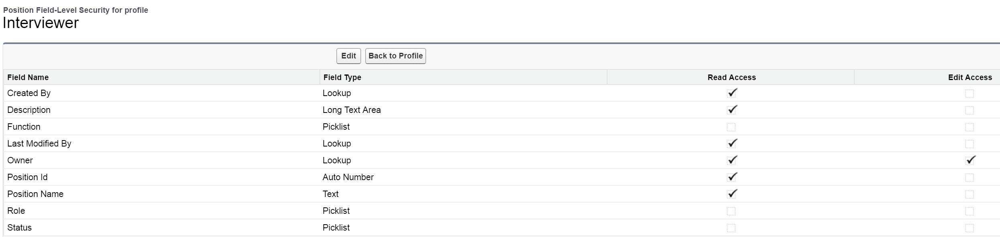 Position Field-Level Security for profile
Interviewer
Edit Back to Profile
Field Name Field Type Read Access Edit Access
Created By Lookup
Description Long Text Area
Function Picklist
Last Modified By Lookup
Owner Lookup
Position Id Auto Number
Position Name Text
Role Picklist
Status Picklist